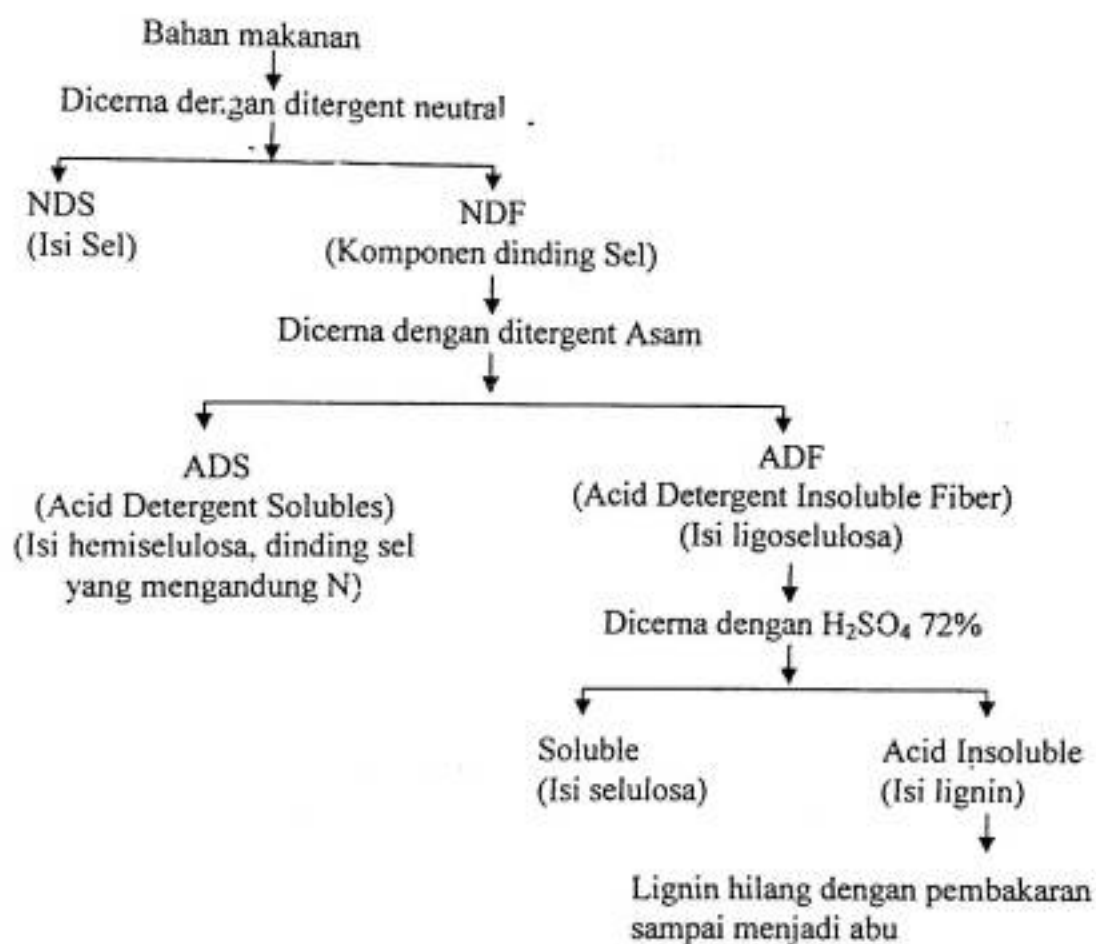 Bahan makanan
Dicerna dengan ditergent neutral
NDS
(Isi Sel)
NDF
(Komponen dinding Sel)
Dicerna dengan ditergent Asam
ADS
(Acid Detergent Solubles)
(Isi hemiselulosa, dinding sel
yang mengandung N)
ADF
(Acid Detergent Insoluble Fiber)
(Isi ligoselulosa)
Dicerna dengan H₂SO₄ 72%
Soluble
(Isi selulosa)
Acid Insoluble
(Isi lignin)
Lignin hilang dengan pembakaran
sampai menjadi abu